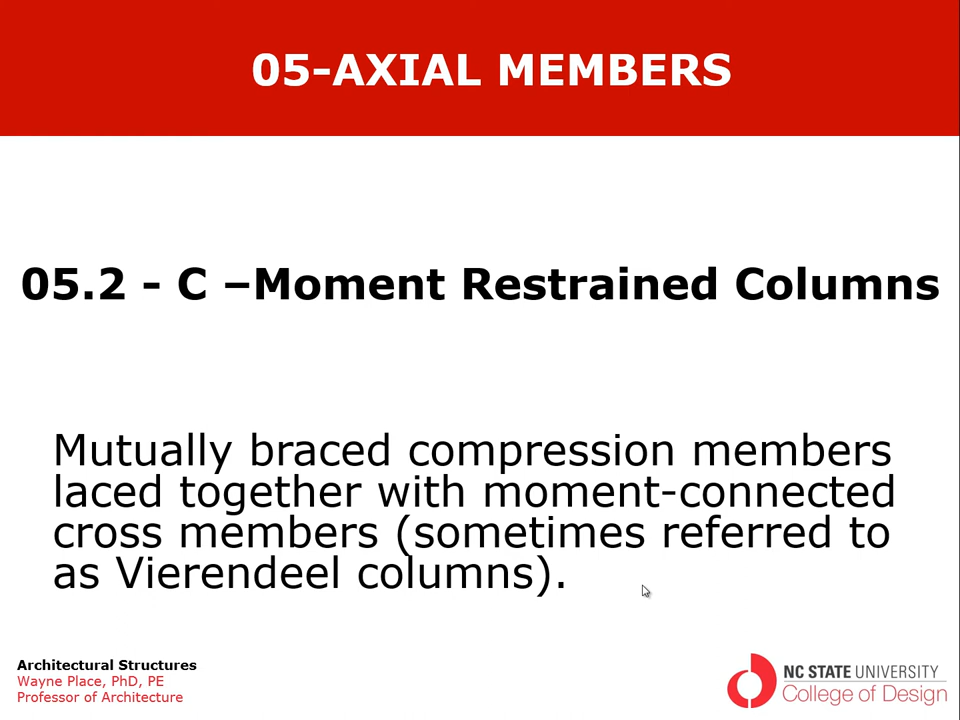 05-AXIAL MEMBERS
05.2 - C –Moment Restrained Columns
Mutually braced compression members
laced together with moment-connected
cross members (sometimes referred to
as Vierendeel columns).
Architectural Structures
Wayne Place, PhD, PE
Professor of Architecture
NC STATE UNIVERSITY
College of Design